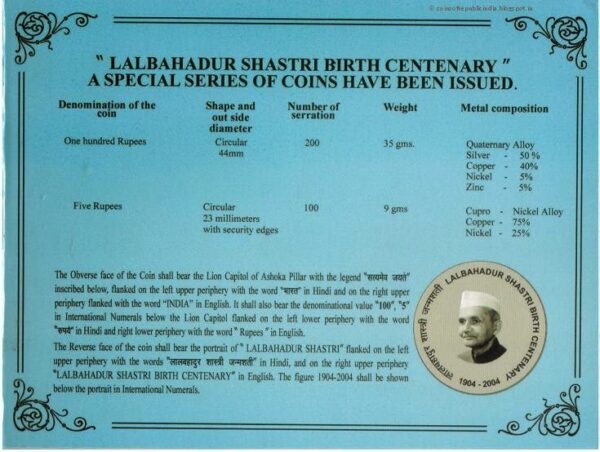 © coinsofrepublicindia.blogspot.in
" LALBAHADUR SHASTRI BIRTH CENTENARY "
A SPECIAL SERIES OF COINS HAVE BEEN ISSUED.
Denomination of the coin Shape and out side diameter Number of serration Weight Metal composition
One hundred Rupees Circular 44mm 200 35 gms. Quaternary Alloy
Silver - 50 %
Copper - 40%
Nickel - 5%
Zinc - 5%
Five Rupees Circular 23 millimeters with security edges 100 9 gms Cupro - Nickel Alloy
Copper - 75%
Nickel - 25%
The Obverse face of the Coin shall bear the Lion Capitol of Ashoka Pillar with the legend "सत्यमेव जयते"
inscribed below, flanked on the left upper periphery with the word "भारत" in Hindi and on the right upper
periphery flanked with the word "INDIA" in English. It shall also bear the denominational value "100", "5"
in International Numerals below the Lion Capitol flanked on the left lower periphery with the word
"रुपये" in Hindi and right lower periphery with the word " Rupees " in English.
The Reverse face of the coin shall bear the portrait of " LALBAHADUR SHASTRI" flanked on the left
upper periphery with the words "लालबहादुर शास्त्री जन्मशती" in Hindi, and on the right upper periphery
"LALBAHADUR SHASTRI BIRTH CENTENARY" in English. The figure 1904-2004 shall be shown
below the portrait in International Numerals.
लालबहादुर शास्त्री जन्मशती LALBAHADUR SHASTRI BIRTH CENTENARY
1904 - 2004